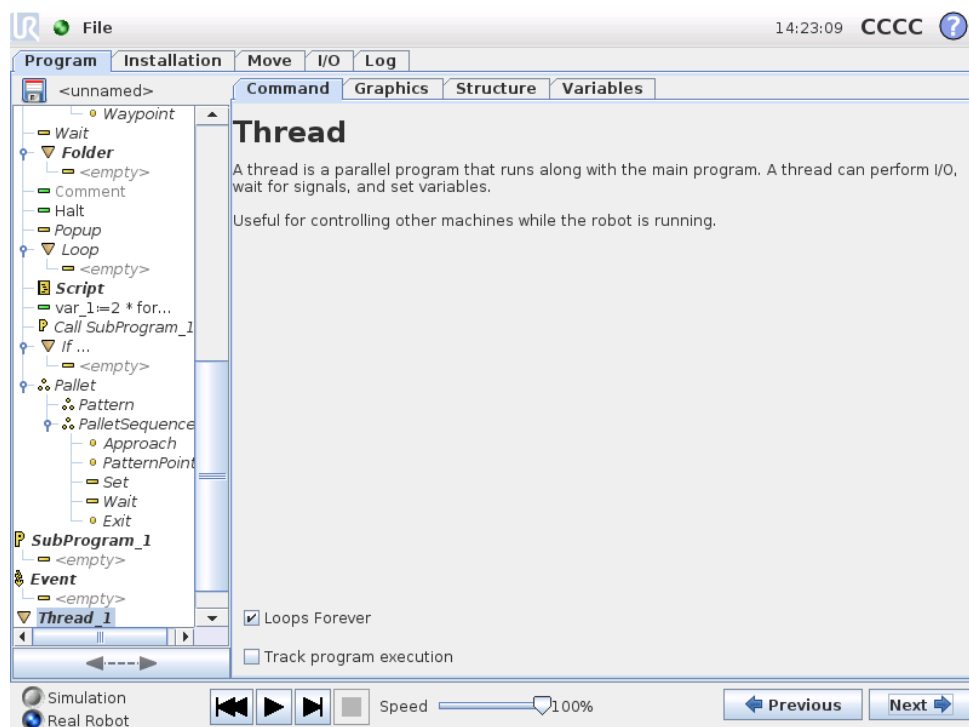 UR File 14:23:09 CCCC ?
Program Installation Move I/O Log
<unnamed> Command Graphics Structure Variables
Waypoint
Wait
Folder
<empty>
Comment
Halt
Popup
Loop
<empty>
Script
var_1:=2 * for...
Call SubProgram_1
If ...
<empty>
Pallet
Pattern
PalletSequence
Approach
PatternPoint
Set
Wait
Exit
SubProgram_1
<empty>
Event
<empty>
Thread_1
Thread
A thread is a parallel program that runs along with the main program. A thread can perform I/O,
wait for signals, and set variables.
Useful for controlling other machines while the robot is running.
Loops Forever
Track program execution
Simulation
Real Robot
Speed 100% Previous Next